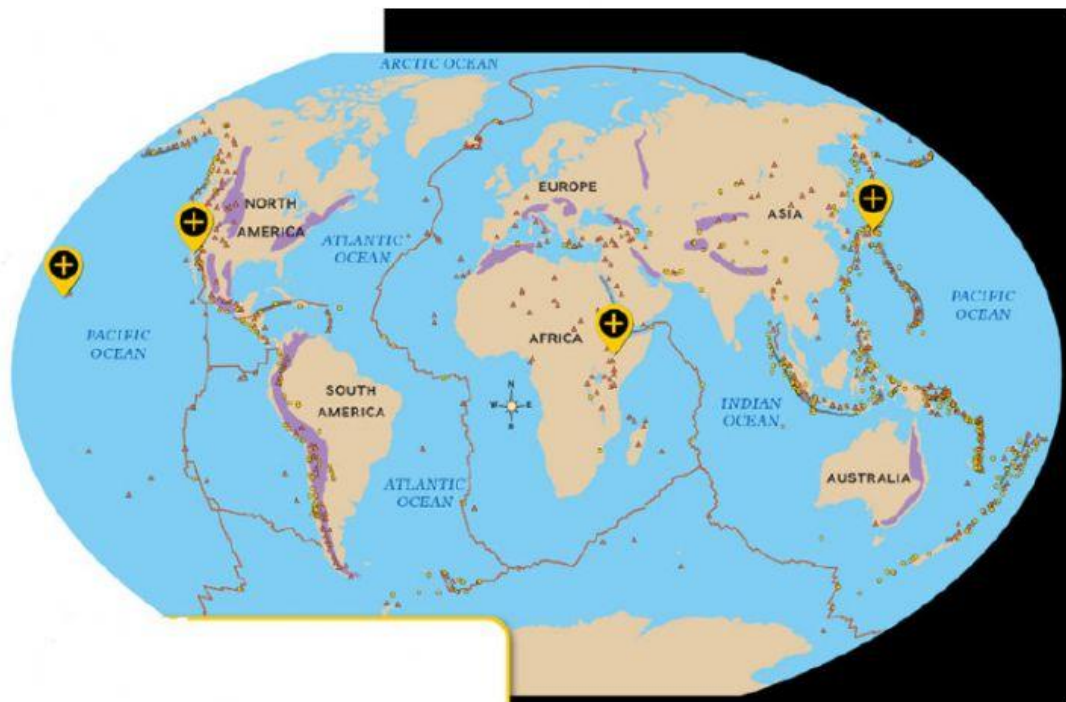 ARCTIC OCEAN
NORTH
AMERICA
EUROPE
ASIA
ATLANTIC
OCEAN
PACIFIC
OCEAN
PACIFIC
OCEAN
AFRICA
SOUTH
AMERICA
N
W
E
S
INDIAN
OCEAN
ATLANTIC
OCEAN
AUSTRALIA